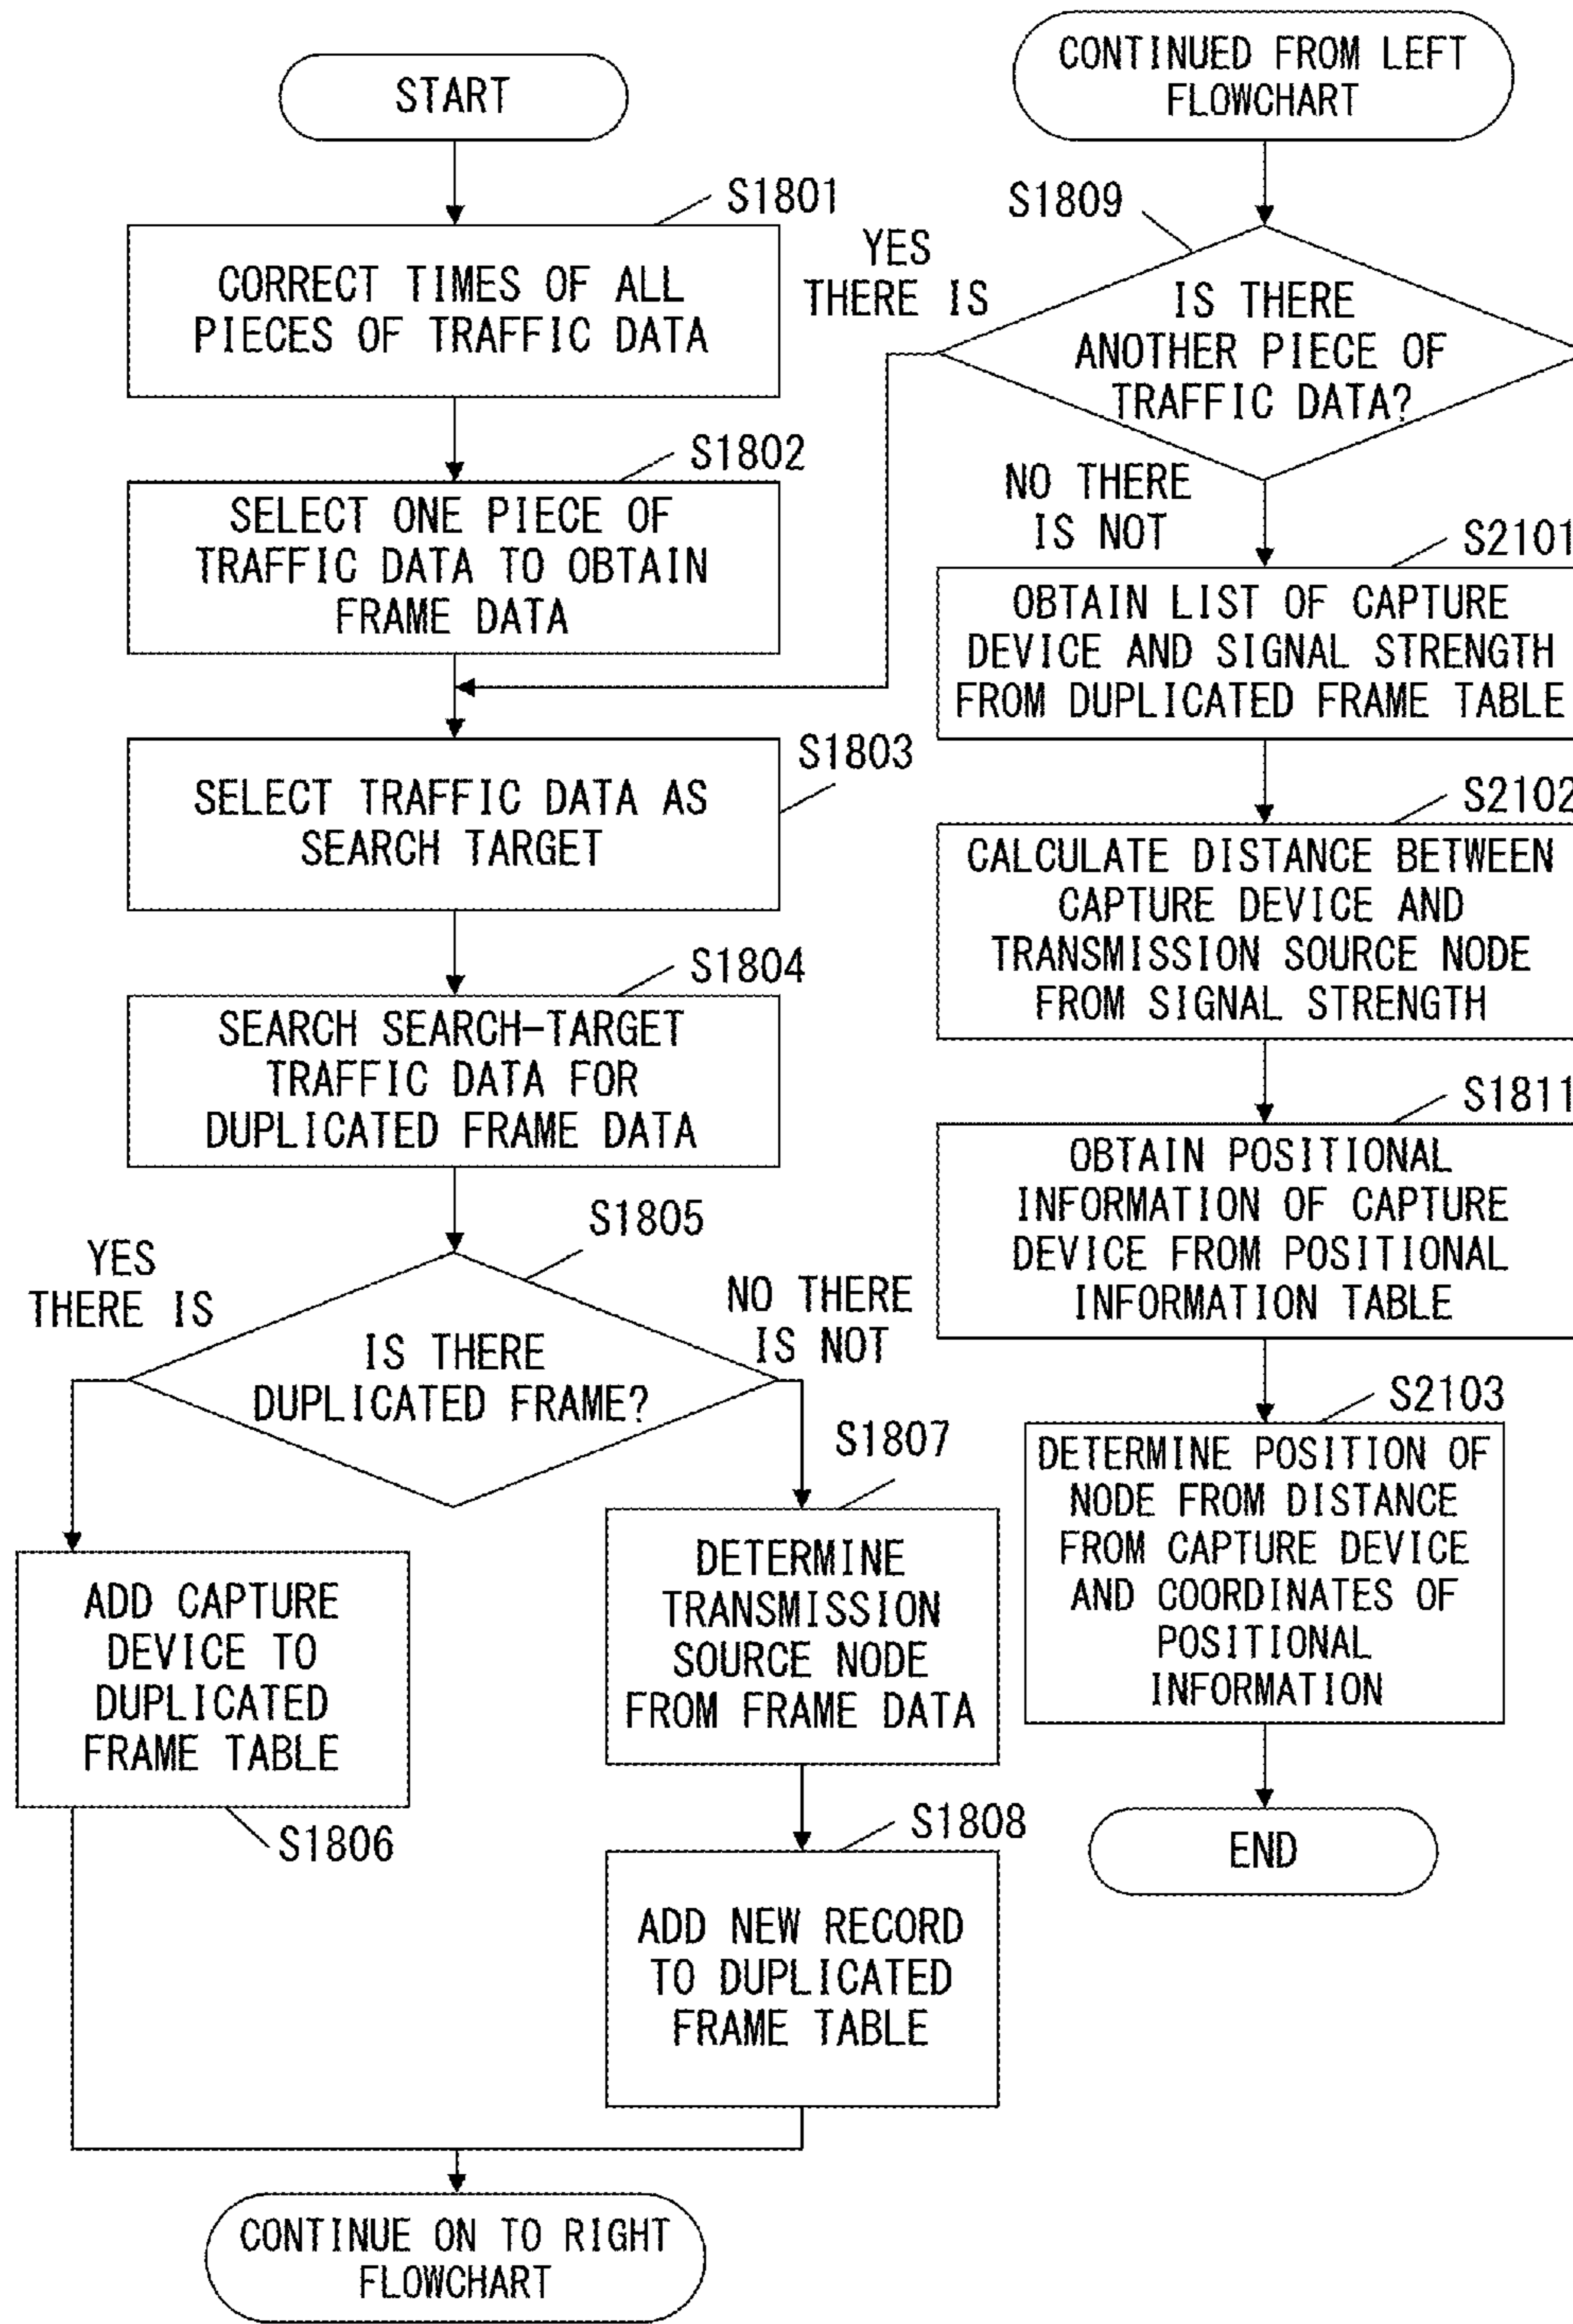 START
S1801
CORRECT TIMES OF ALL
PIECES OF TRAFFIC DATA
S1802
SELECT ONE PIECE OF
TRAFFIC DATA TO OBTAIN
FRAME DATA
S1803
SELECT TRAFFIC DATA AS
SEARCH TARGET
S1804
SEARCH SEARCH-TARGET
TRAFFIC DATA FOR
DUPLICATED FRAME DATA
S1805
YES
THERE IS
NO THERE
IS NOT
IS THERE
DUPLICATED FRAME?
ADD CAPTURE
DEVICE TO
DUPLICATED
FRAME TABLE
S1806
S1807
DETERMINE
TRANSMISSION
SOURCE NODE
FROM FRAME DATA
S1808
ADD NEW RECORD
TO DUPLICATED
FRAME TABLE
CONTINUE ON TO RIGHT
FLOWCHART
CONTINUED FROM LEFT
FLOWCHART
S1809
YES
THERE IS
IS THERE
ANOTHER PIECE OF
TRAFFIC DATA?
NO THERE
IS NOT
S2101
OBTAIN LIST OF CAPTURE
DEVICE AND SIGNAL STRENGTH
FROM DUPLICATED FRAME TABLE
S2102
CALCULATE DISTANCE BETWEEN
CAPTURE DEVICE AND
TRANSMISSION SOURCE NODE
FROM SIGNAL STRENGTH
S1811
OBTAIN POSITIONAL
INFORMATION OF CAPTURE
DEVICE FROM POSITIONAL
INFORMATION TABLE
S2103
DETERMINE POSITION OF
NODE FROM DISTANCE
FROM CAPTURE DEVICE
AND COORDINATES OF
POSITIONAL
INFORMATION
END